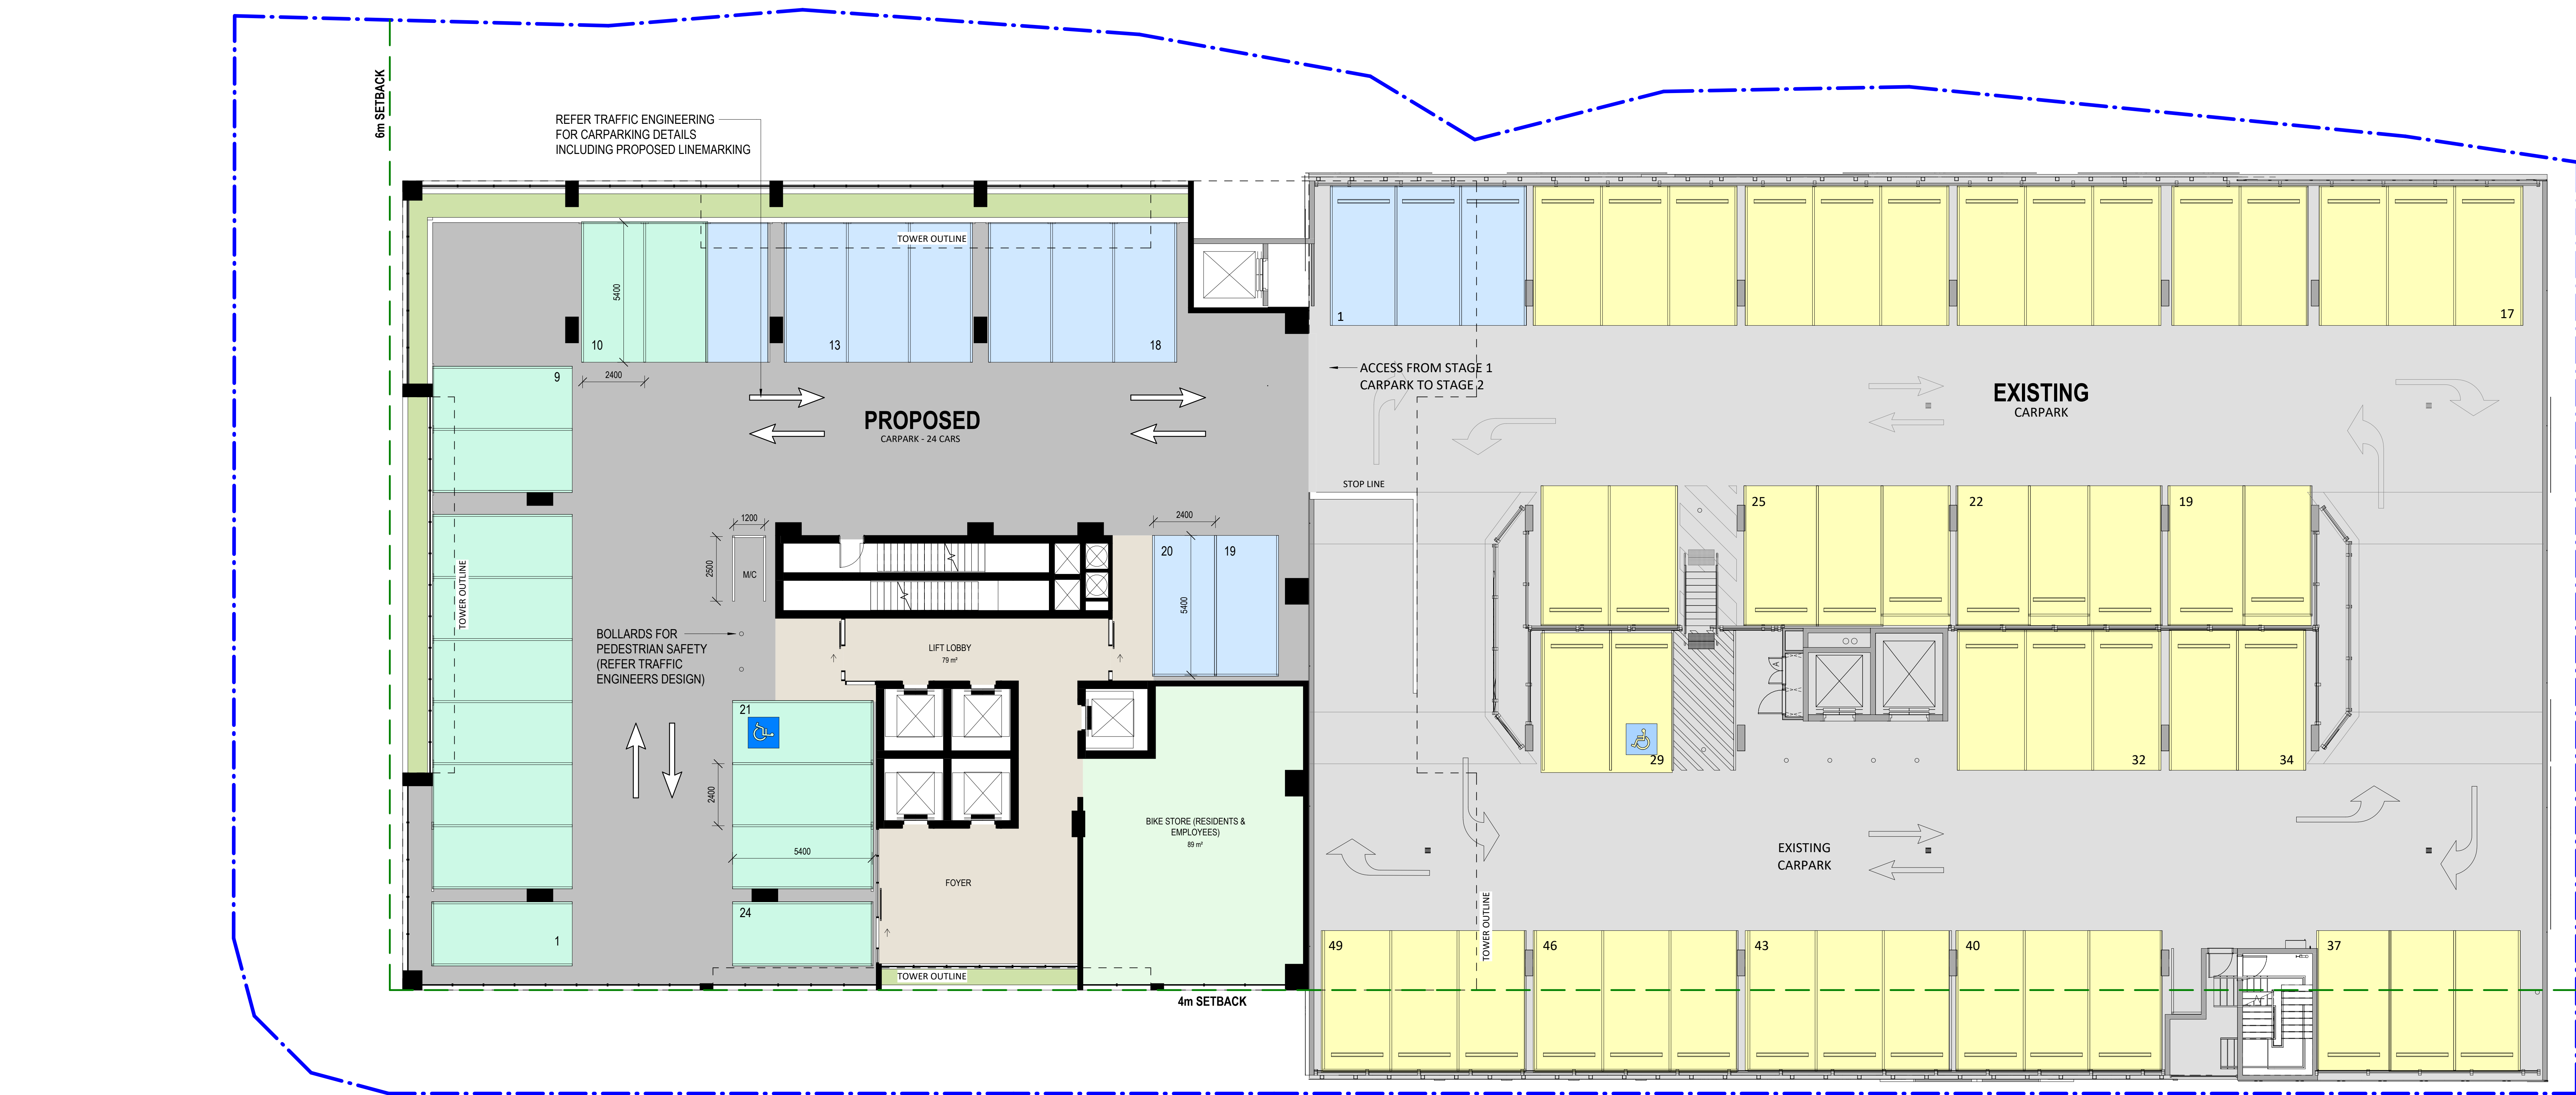 6m SETBACK
REFER TRAFFIC ENGINEERING
FOR CARPARKING DETAILS
INCLUDING PROPOSED LINEMARKING
TOWER OUTLINE
5400
10
13
18
2400
9
PROPOSED
CARPARK - 24 CARS
1
17
ACCESS FROM STAGE 1
CARPARK TO STAGE 2
EXISTING
CARPARK
STOP LINE
1200
2500
M/C
2400
20
19
5400
25
22
19
TOWER OUTLINE
BOLLARDS FOR
PEDESTRIAN SAFETY
(REFER TRAFFIC
ENGINEERS DESIGN)
LIFT LOBBY
79 m²
21
2400
5400
A
29
32
34
BIKE STORE (RESIDENTS &
EMPLOYEES)
89 m²
EXISTING
CARPARK
FOYER
24
1
TOWER OUTLINE
49
46
43
40
37
TOWER OUTLINE
4m SETBACK